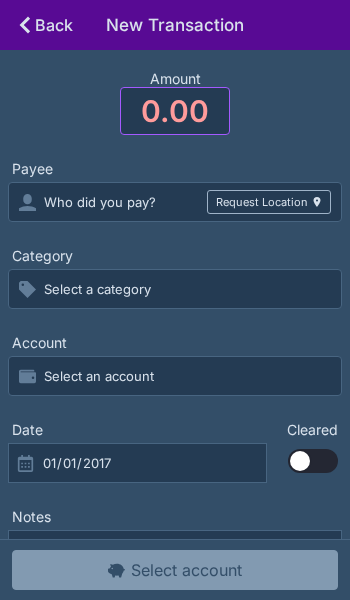 Back
New Transaction
Amount
0.00
Payee
Who did you pay?
Request Location
Category
Select a category
Account
Select an account
Date
Cleared
01/01/2017
Notes
Select account